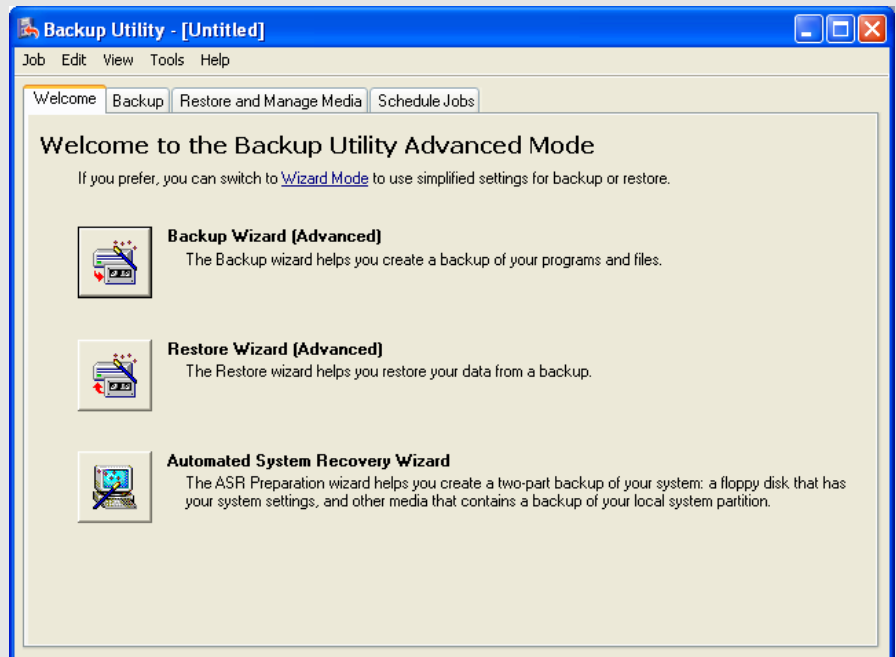 Backup Utility - [Untitled]
Job Edit View Tools Help
Welcome Backup Restore and Manage Media Schedule Jobs
Welcome to the Backup Utility Advanced Mode
If you prefer, you can switch to Wizard Mode to use simplified settings for backup or restore.
Backup Wizard (Advanced)
The Backup wizard helps you create a backup of your programs and files.
Restore Wizard (Advanced)
The Restore wizard helps you restore your data from a backup.
Automated System Recovery Wizard
The ASR Preparation wizard helps you create a two-part backup of your system: a floppy disk that has
your system settings, and other media that contains a backup of your local system partition.